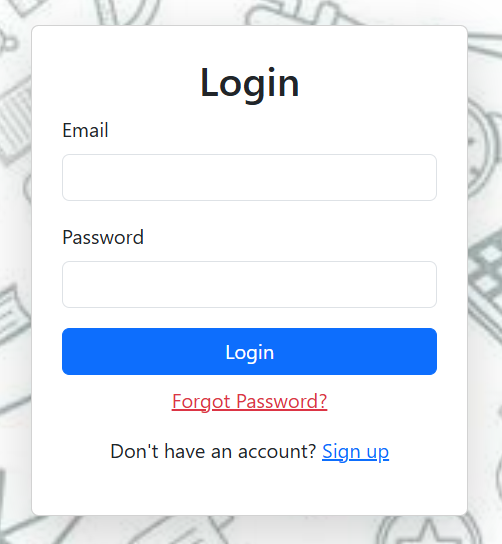 Login
Email
Password
Login
Forgot Password?
Don't have an account? Sign up